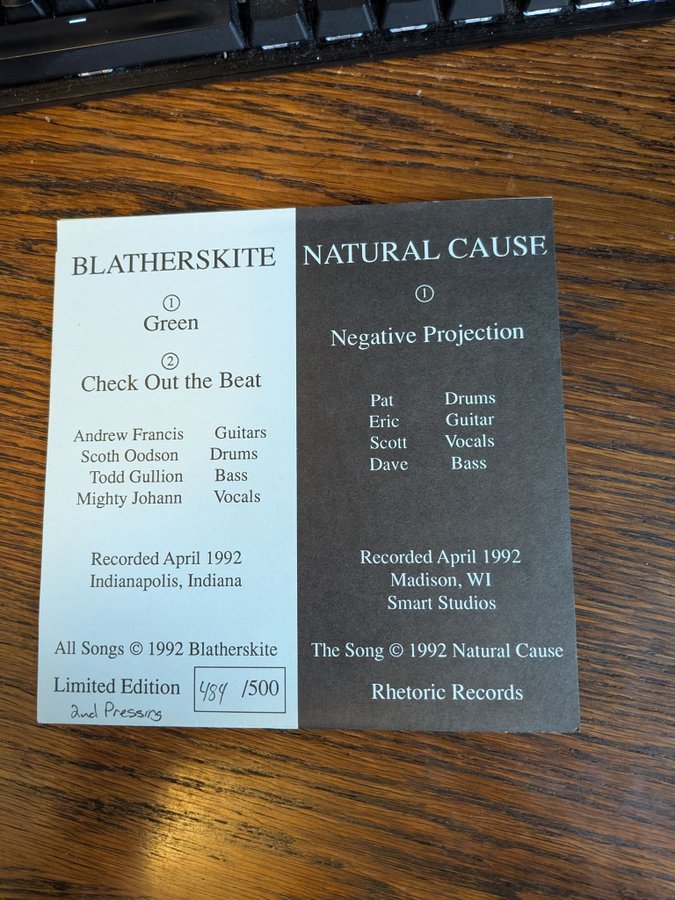 BLATHERSKITE
①
Green
②
Check Out the Beat
Andrew Francis Guitars
Scoth Oodson Drums
Todd Gullion Bass
Mighty Johann Vocals
Recorded April 1992
Indianapolis, Indiana
All Songs © 1992 Blatherskite
Limited Edition 489 /500
2nd Pressing
NATURAL CAUSE
①
Negative Projection
Pat Drums
Eric Guitar
Scott Vocals
Dave Bass
Recorded April 1992
Madison, WI
Smart Studios
The Song © 1992 Natural Cause
Rhetoric Records